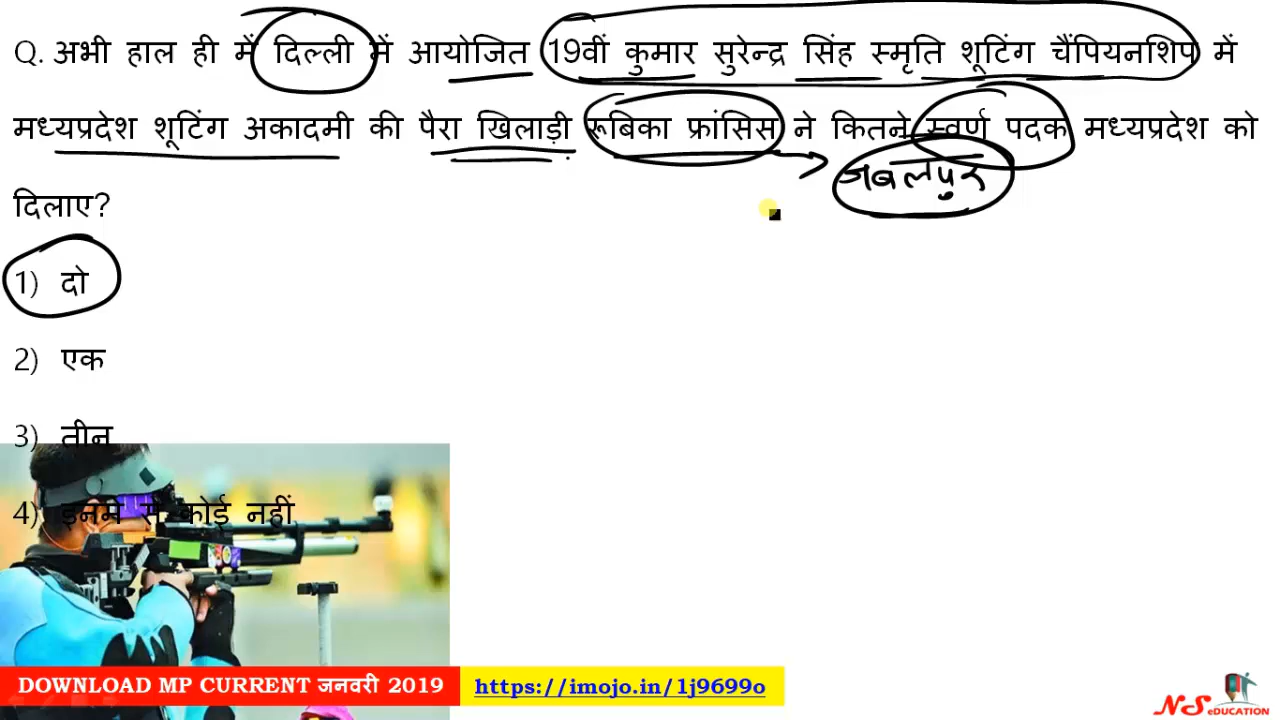 Q. अभी हाल ही में दिल्ली में आयोजित 19वीं कुमार सुरेन्द्र सिंह स्मृति शूटिंग चैंपियनशिप में
मध्यप्रदेश शूटिंग अकादमी की पैरा खिलाड़ी रूबिका फ्रांसिस ने कितने स्वर्ण पदक मध्यप्रदेश को
जबलपुर
दिलाए?
1) दो
2) एक
3) तीन
4) इनमे से कोई नहीं
DOWNLOAD MP CURRENT जनवरी 2019 https://imojo.in/1j9699o
NS eDUCATION